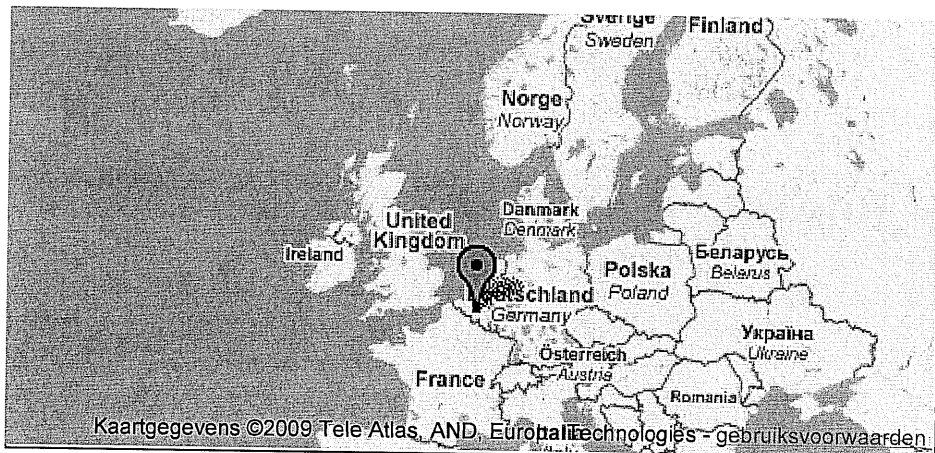 Sverige
Sweden
Finland
Norge
Norway
Danmark
Denmark
United
Kingdom
Ireland
Беларусь
Belarus
Polska
Poland
Deutschland
Germany
Україна
Ukraine
Österreich
Austria
France
Romania
Kaartgegevens ©2009 Tele Atlas, AND, Europa Technologies - gebruiksvoorwaarden